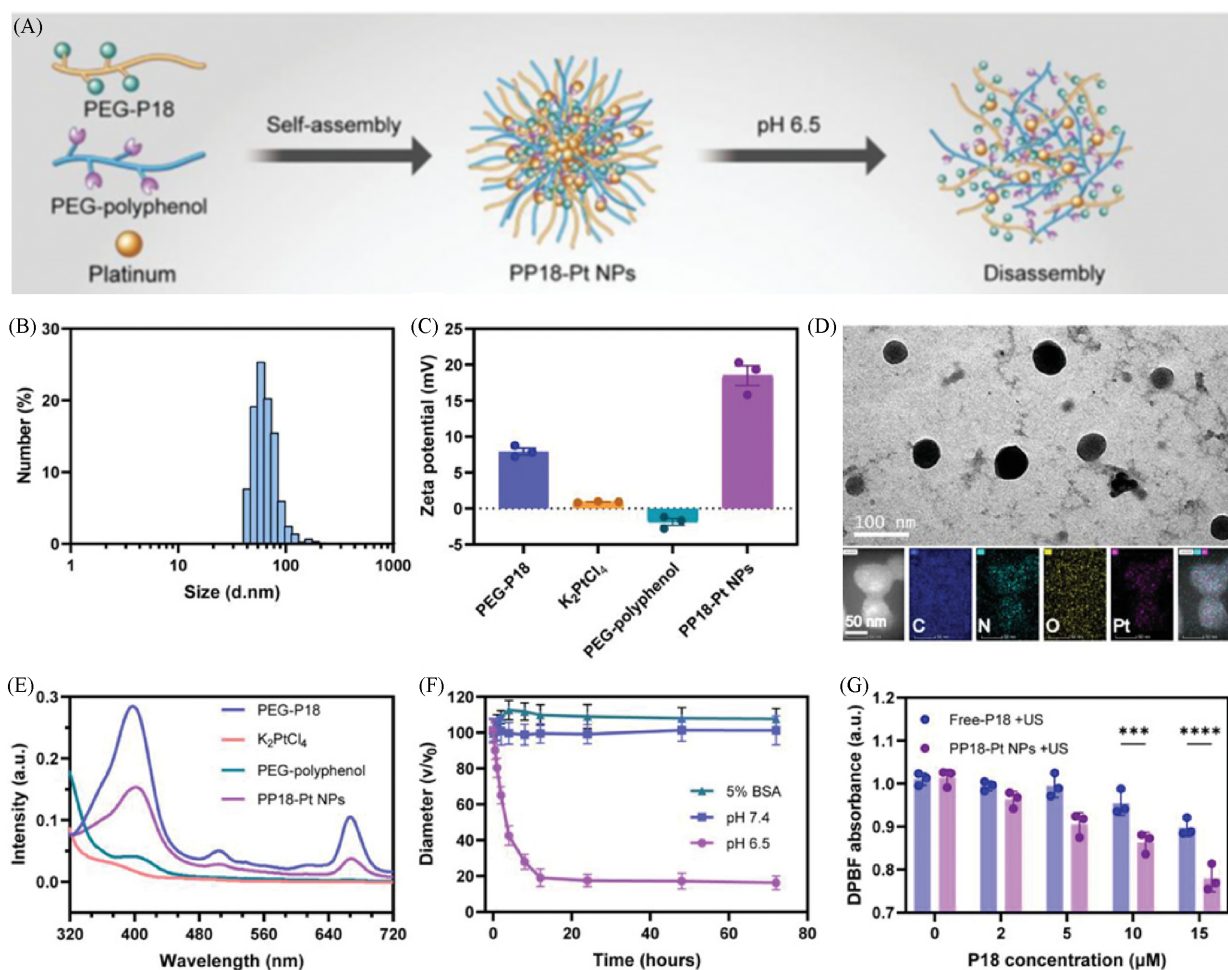 (A)
PEG-P18
PEG-polyphenol
Platinum
Self-assembly
PP18-Pt NPs
pH 6.5
Disassembly
(B)
Number (%)
30
20
10
0
1
10
100
1000
Size (d.nm)
(C)
Zeta potential (mV)
25
20
15
10
5
0
-5
PEG-P18
K₂PtCl₄
PEG-polyphenol
PP18-Pt NPs
(D)
100 nm
50 nm
C
N
O
Pt
(E)
Intensity (a.u.)
0.3
0.2
0.1
0.0
PEG-P18
K₂PtCl₄
PEG-polyphenol
PP18-Pt NPs
320 400 480 560 640 720
Wavelength (nm)
(F)
Diameter (v/v₀)
120
100
80
60
40
20
0
5% BSA
pH 7.4
pH 6.5
0 20 40 60 80
Time (hours)
(G)
DPBF absorbance (a.u.)
1.2
1.1
1.0
0.9
0.8
0.7
Free-P18 +US
PP18-Pt NPs +US
*** ****
0 2 5 10 15
P18 concentration (µM)